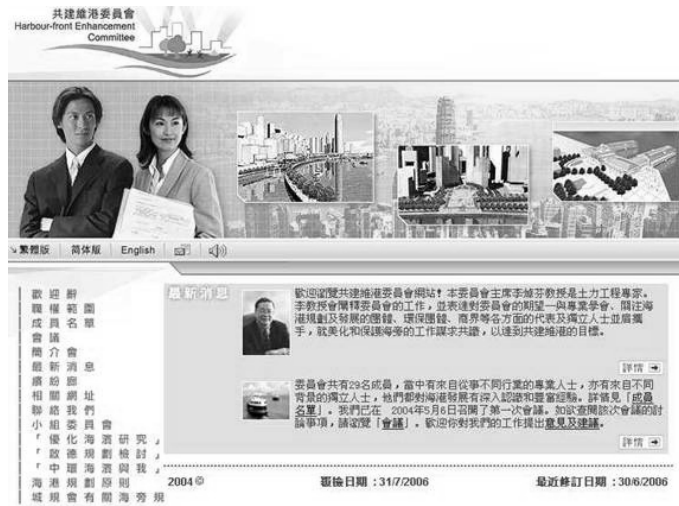 共建維港委員會
Harbour-front Enhancement
Committee
繁體版 简体版 English
歡迎辭
職權範圍
成員名單
會議
簡介會
最新消息
繽紛廊
相關網址
聯絡我們
小組委員會
「優化海濱研究」
「啟德規劃檢討」
「中環海濱與我」
海港規劃原則
城規會有關海旁規
最新消息
歡迎瀏覽共建維港委員會網站!本委員會主席李焯芬教授是土力工程專家。
李教授闡釋委員會的工作,並表達對委員會的期望—與專業學會、關注海
港規劃及發展的團體、環保團體、商界等各方面的代表及獨立人士並肩攜
手,就美化和保護海旁的工作謀求共識,以達到共建維港的目標。
詳情
委員會共有29名成員,當中有來自從事不同行業的專業人士,亦有來自不同
背景的獨立人士,他們都對海港發展有深入認識和豐富經驗。詳情見「成員
名單」。我們已在 2004年5月6日召開了第一次會議。如欲查閱該次會議的討
論事項,請瀏覽「會議」。歡迎你對我們的工作提出意見及建議。
詳情
2004 © 覆檢日期 :31/7/2006 最近修訂日期 :30/6/2006